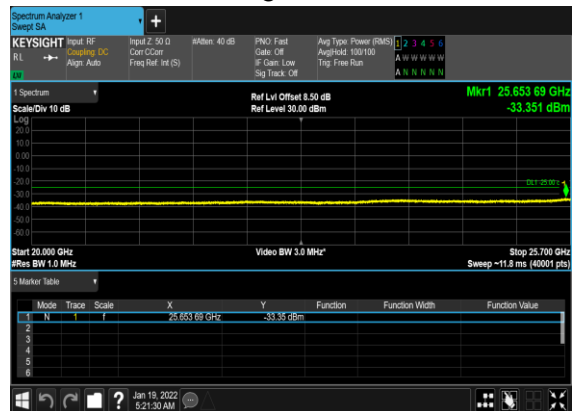 Spectrum Analyzer 1
Swept SA
+
KEYSIGHT Input: RF Input Z: 50 Ω #Atten: 40 dB PNO: Fast Avg Type: Power (RMS) 1 2 3 4 5 6
RL Coupling: DC Corr CCorr Gate: Off Avg|Hold: 100/100 A W W W W W
Align: Auto Freq Ref: Int (S) IF Gain: Low Trig: Free Run
Sig Track: Off A N N N N N
1 Spectrum Ref Lvl Offset 8.50 dB Mkr1 25.653 69 GHz
Scale/Div 10 dB Ref Level 30.00 dBm -33.351 dBm
Log
20.0
10.0
0.00
-10.0
-20.0
DL1 -25.00
-30.0
-40.0
-50.0
-60.0
Start 20.000 GHz Video BW 3.0 MHz* Stop 25.700 GHz
#Res BW 1.0 MHz Sweep ~11.8 ms (40001 pts)
5 Marker Table
Mode Trace Scale X Y Function Function Width Function Value
1 N 1 f 25.653 69 GHz -33.35 dBm
2
3
4
5
6
? Jan 19, 2022
5:21:30 AM